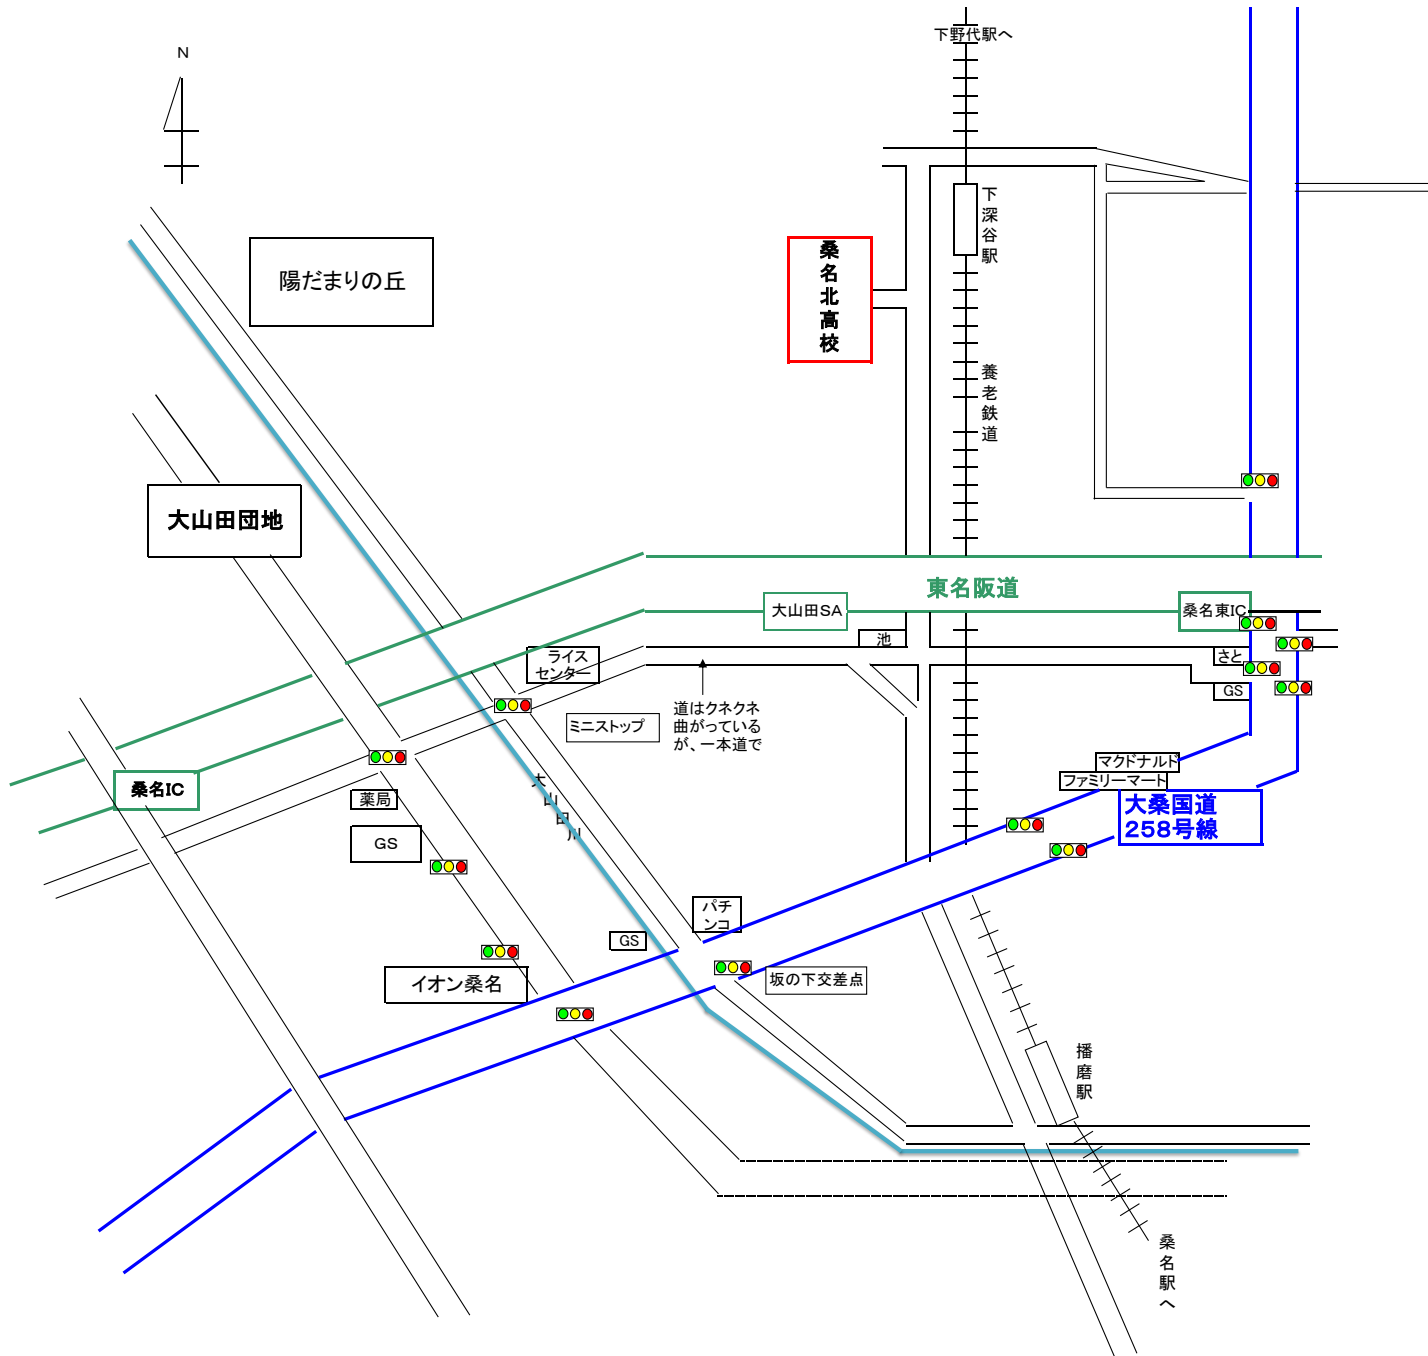 下野代駅へ
N
下深谷駅
陽だまりの丘
桑名北高校
養老鉄道
大山田団地
東名阪道
大山田SA
桑名東IC
池
ライス
センター
さと
GS
道はクネクネ
曲がっている
が、一本道で
ミニストップ
マクドナルド
ファミリーマート
桑名IC
薬局
大山田川
大桑国道
258号線
GS
パチ
ンコ
GS
イオン桑名
坂の下交差点
播磨駅
桑名駅へ